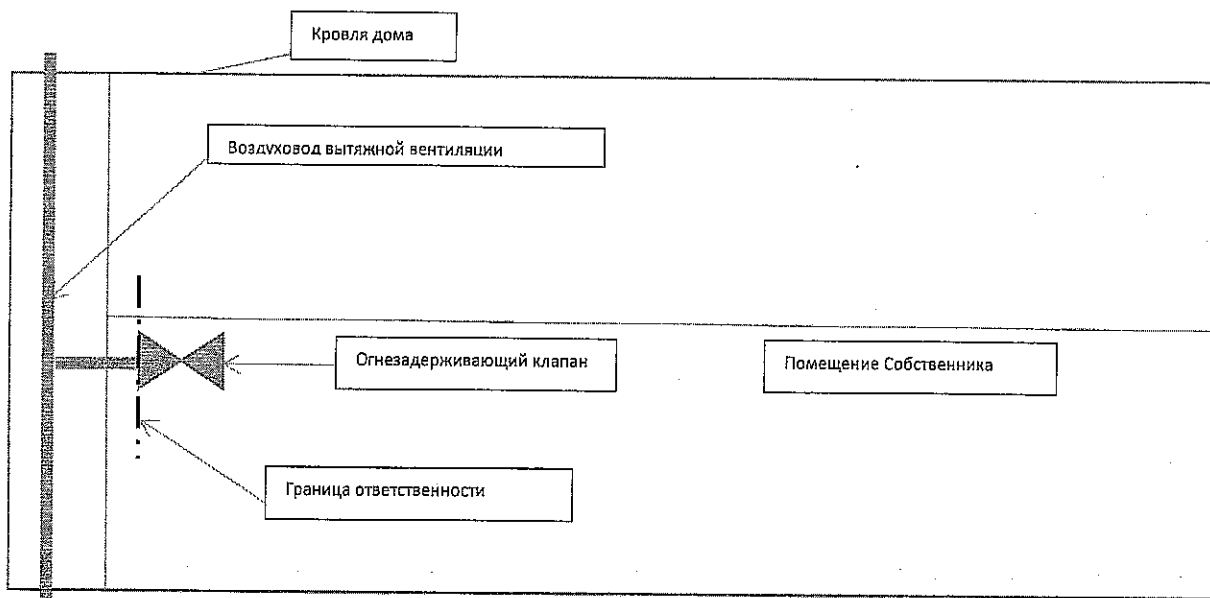 Кровля дома
Воздуховод вытяжной вентиляции
Огнезадерживающий клапан
Помещение Собственника
Граница ответственности